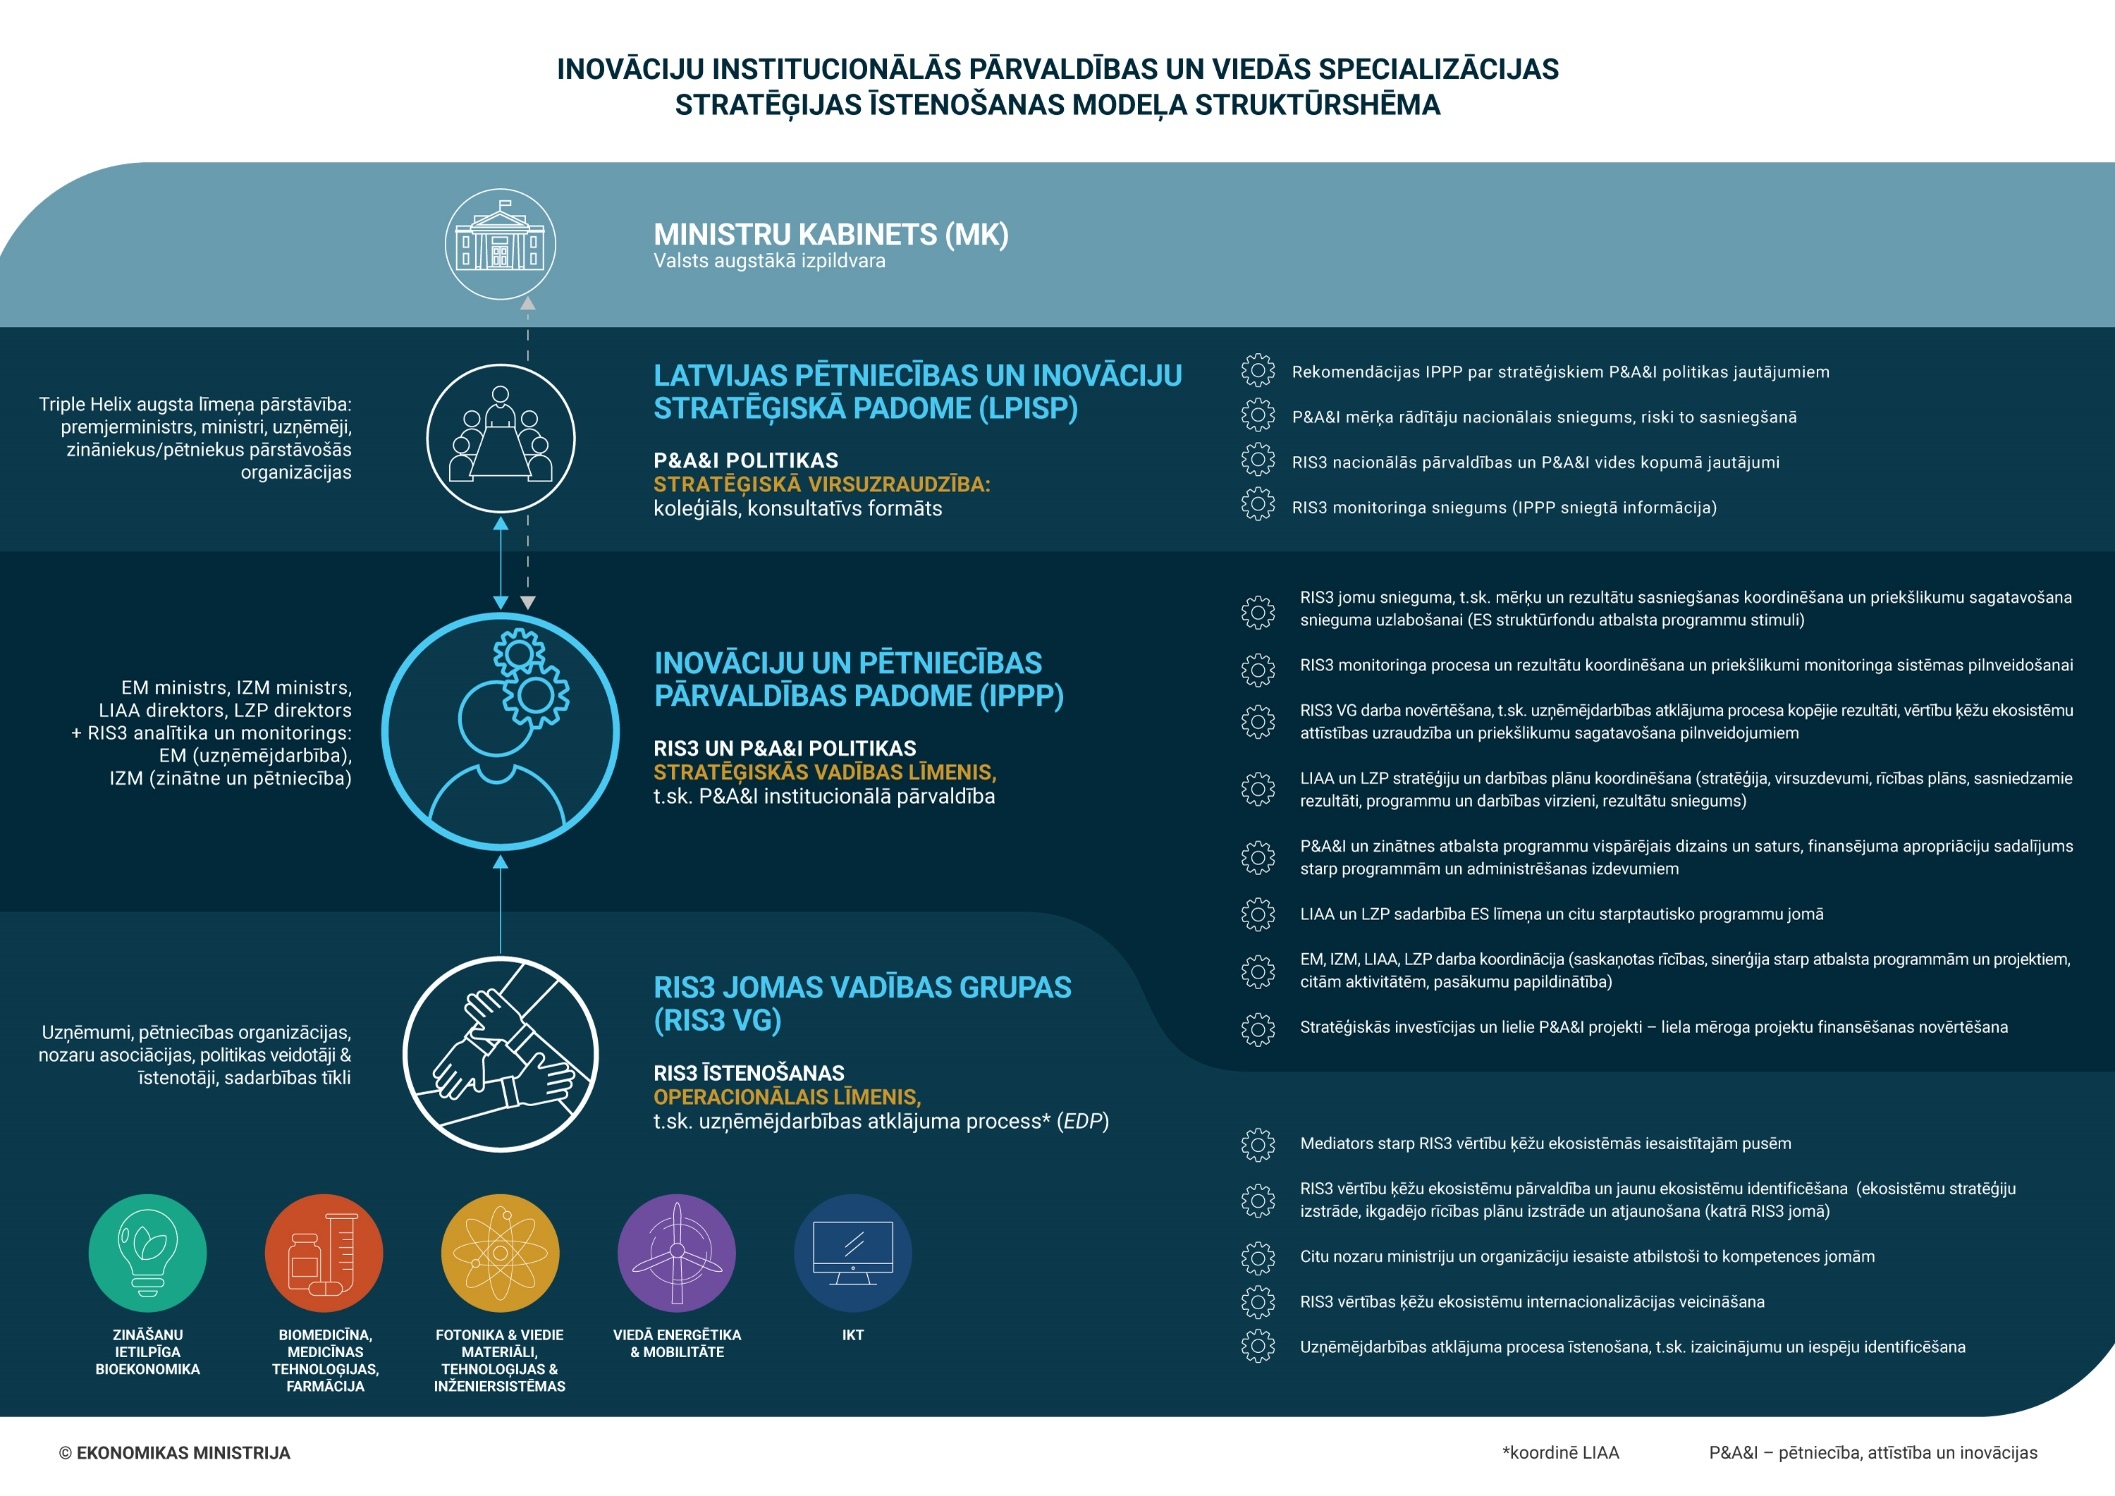 INOVĀCIJU INSTITUCIONĀLĀS PĀRVALDĪBAS UN VIEDĀS SPECIALIZĀCIJAS
STRATĒĢIJAS ĪSTENOŠANAS MODEĻA STRUKTŪRSHĒMA
MINISTRU KABINETS (MK)
Valsts augstākā izpildvara
Triple Helix augsta līmeņa pārstāvība:
premjerministrs, ministri, uzņēmēji,
zināniekus/pētniekus pārstāvošās
organizācijas
LATVIJAS PĒTNIECĪBAS UN INOVĀCIJU
STRATĒĢISKĀ PADOME (LPISP)
P&A&I POLITIKAS
STRATĒĢISKĀ VIRSUZRAUDZĪBA:
koleģiāls, konsultatīvs formāts
Rekomendācijas IPPP par stratēģiskiem P&A&I politikas jautājumiem
P&A&I mērķa rādītāju nacionālais sniegums, riski to sasniegšanā
RIS3 nacionālās pārvaldības un P&A&I vides kopumā jautājumi
RIS3 monitoringa sniegums (IPPP sniegtā informācija)
EM ministrs, IZM ministrs,
LIAA direktors, LZP direktors
+ RIS3 analītika un monitorings:
EM (uzņēmējdarbība),
IZM (zinātne un pētniecība)
INOVĀCIJU UN PĒTNIECĪBAS
PĀRVALDĪBAS PADOME (IPPP)
RIS3 UN P&A&I POLITIKAS
STRATĒĢISKĀS VADĪBAS LĪMENIS,
t.sk. P&A&I institucionālā pārvaldība
RIS3 jomu snieguma, t.sk. mērķu un rezultātu sasniegšanas koordinēšana un priekšlikumu sagatavošana
snieguma uzlabošanai (ES struktūrfondu atbalsta programmu stimuli)
RIS3 monitoringa procesa un rezultātu koordinēšana un priekšlikumi monitoringa sistēmas pilnveidošanai
RIS3 VG darba novērtēšana, t.sk. uzņēmējdarbības atklājuma procesa kopējie rezultāti, vērtību ķēžu ekosistēmu
attīstības uzraudzība un priekšlikumu sagatavošana pilnveidojumiem
LIAA un LZP stratēģiju un darbības plānu koordinēšana (stratēģija, virsuzdevumi, rīcības plāns, sasniedzamie
rezultāti, programmu un darbības virzieni, rezultātu sniegums)
P&A&I un zinātnes atbalsta programmu vispārējais dizains un saturs, finansējuma apropriāciju sadalījums
starp programmām un administrēšanas izdevumiem
LIAA un LZP sadarbība ES līmeņa un citu starptautisko programmu jomā
EM, IZM, LIAA, LZP darba koordinācija (saskaņotas rīcības, sinerģija starp atbalsta programmām un projektiem,
citām aktivitātēm, pasākumu papildinātība)
Stratēģiskās investīcijas un lielie P&A&I projekti – liela mēroga projektu finansēšanas novērtēšana
Uzņēmumi, pētniecības organizācijas,
nozaru asociācijas, politikas veidotāji &
īstenotāji, sadarbības tīkli
RIS3 JOMAS VADĪBAS GRUPAS
(RIS3 VG)
RIS3 ĪSTENOŠANAS
OPERACIONĀLAIS LĪMENIS,
t.sk. uzņēmējdarbības atklājuma process* (EDP)
Mediators starp RIS3 vērtību ķēžu ekosistēmās iesaistītajām pusēm
RIS3 vērtību ķēžu ekosistēmu pārvaldība un jaunu ekosistēmu identificēšana (ekosistēmu stratēģiju
izstrāde, ikgadējo rīcības plānu izstrāde un atjaunošana (katrā RIS3 jomā)
Citu nozaru ministriju un organizāciju iesaiste atbilstoši to kompetences jomām
RIS3 vērtības ķēžu ekosistēmu internacionalizācijas veicināšana
Uzņēmējdarbības atklājuma procesa īstenošana, t.sk. izaicinājumu un iespēju identificēšana
ZINĀŠANU
IETILPĪGA
BIOEKONOMIKA
BIOMEDICĪNA,
MEDICĪNAS
TEHNOLOĢIJAS,
FARMĀCIJA
FOTONIKA & VIEDIE
MATERIĀLI,
TEHNOLOĢIJAS &
INŽENIERSISTĒMAS
VIEDĀ ENERGĒTIKA
& MOBILITĀTE
IKT
© EKONOMIKAS MINISTRIJA
*koordinē LIAA
P&A&I – pētniecība, attīstība un inovācijas